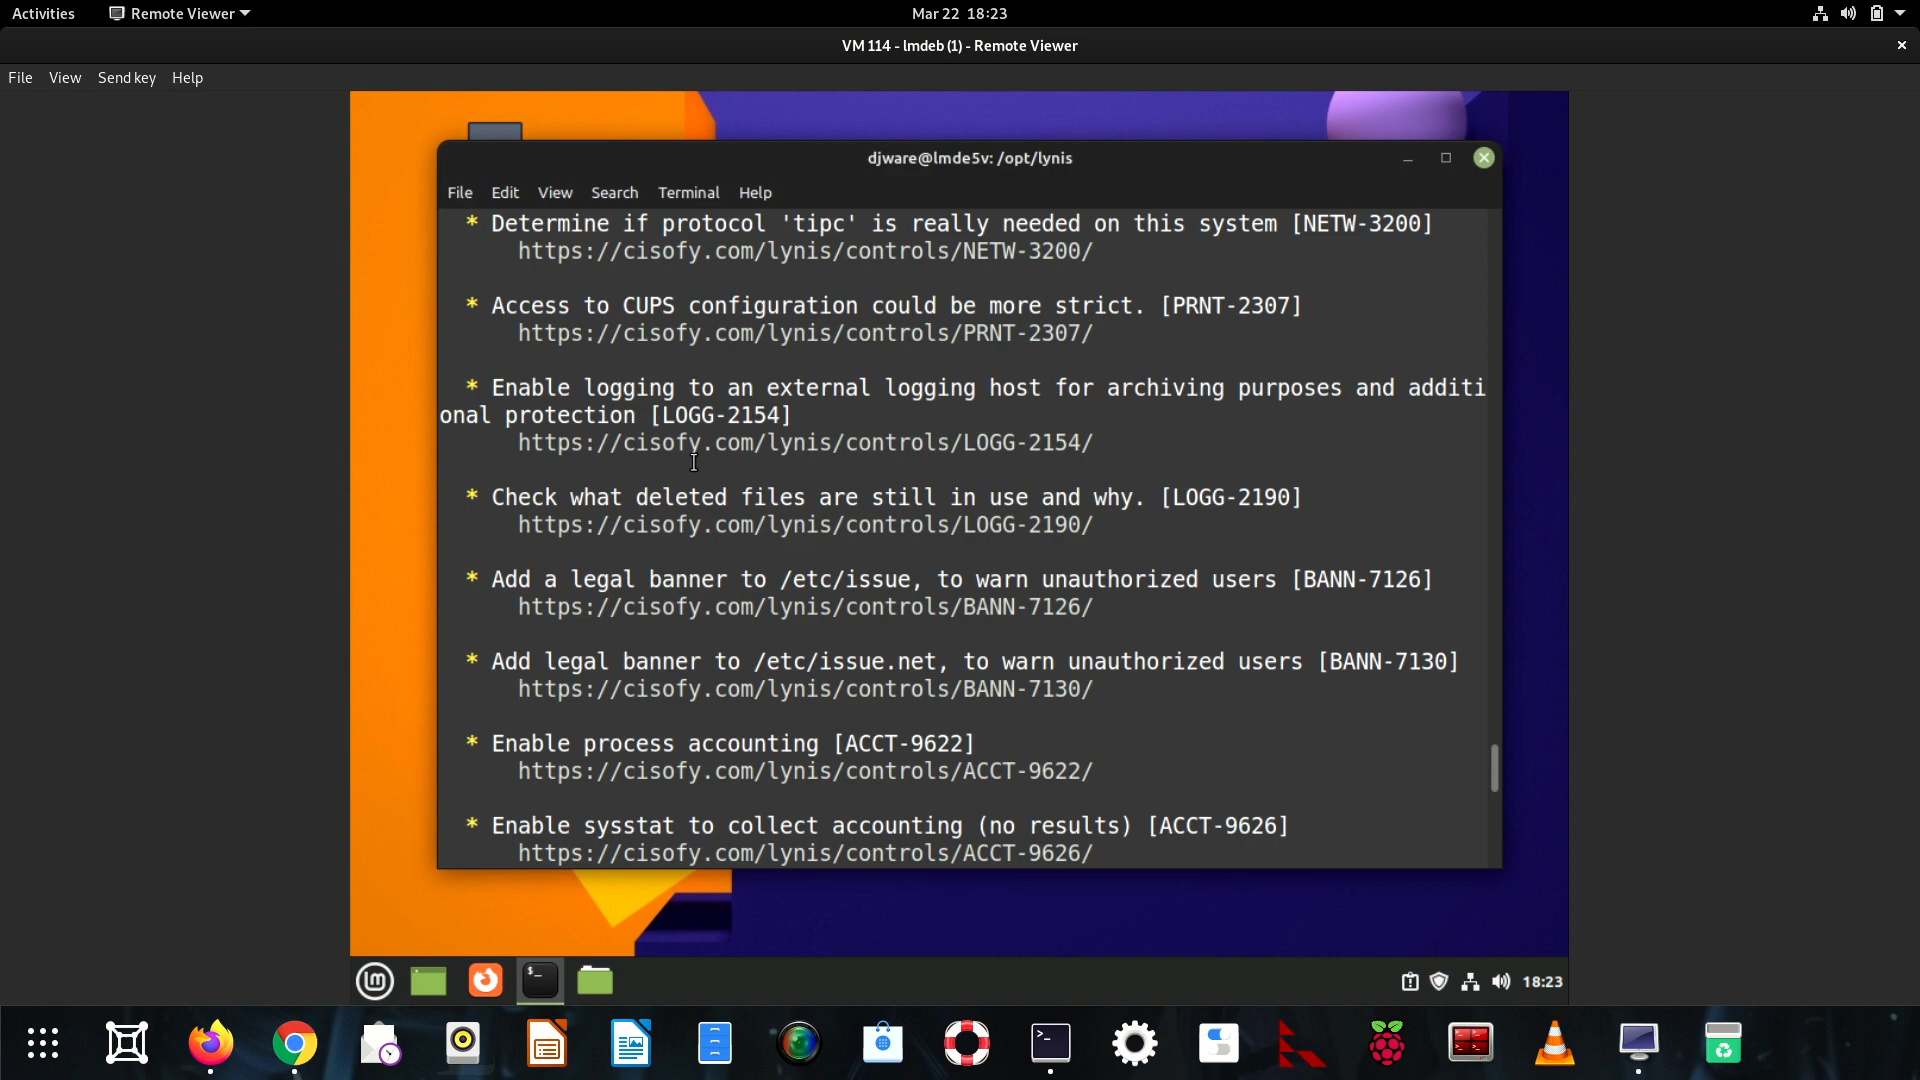 Activities
Remote Viewer
Mar 22 18:23
VM 114 - lmdeb (1) - Remote Viewer
File View Send key Help
djware@lmde5v: /opt/lynis
File Edit View Search Terminal Help
* Determine if protocol 'tipc' is really needed on this system [NETW-3200]
https://cisofy.com/lynis/controls/NETW-3200/
* Access to CUPS configuration could be more strict. [PRNT-2307]
https://cisofy.com/lynis/controls/PRNT-2307/
* Enable logging to an external logging host for archiving purposes and additi
onal protection [LOGG-2154]
https://cisofy.com/lynis/controls/LOGG-2154/
* Check what deleted files are still in use and why. [LOGG-2190]
https://cisofy.com/lynis/controls/LOGG-2190/
* Add a legal banner to /etc/issue, to warn unauthorized users [BANN-7126]
https://cisofy.com/lynis/controls/BANN-7126/
* Add legal banner to /etc/issue.net, to warn unauthorized users [BANN-7130]
https://cisofy.com/lynis/controls/BANN-7130/
* Enable process accounting [ACCT-9622]
https://cisofy.com/lynis/controls/ACCT-9622/
* Enable sysstat to collect accounting (no results) [ACCT-9626]
https://cisofy.com/lynis/controls/ACCT-9626/
18:23